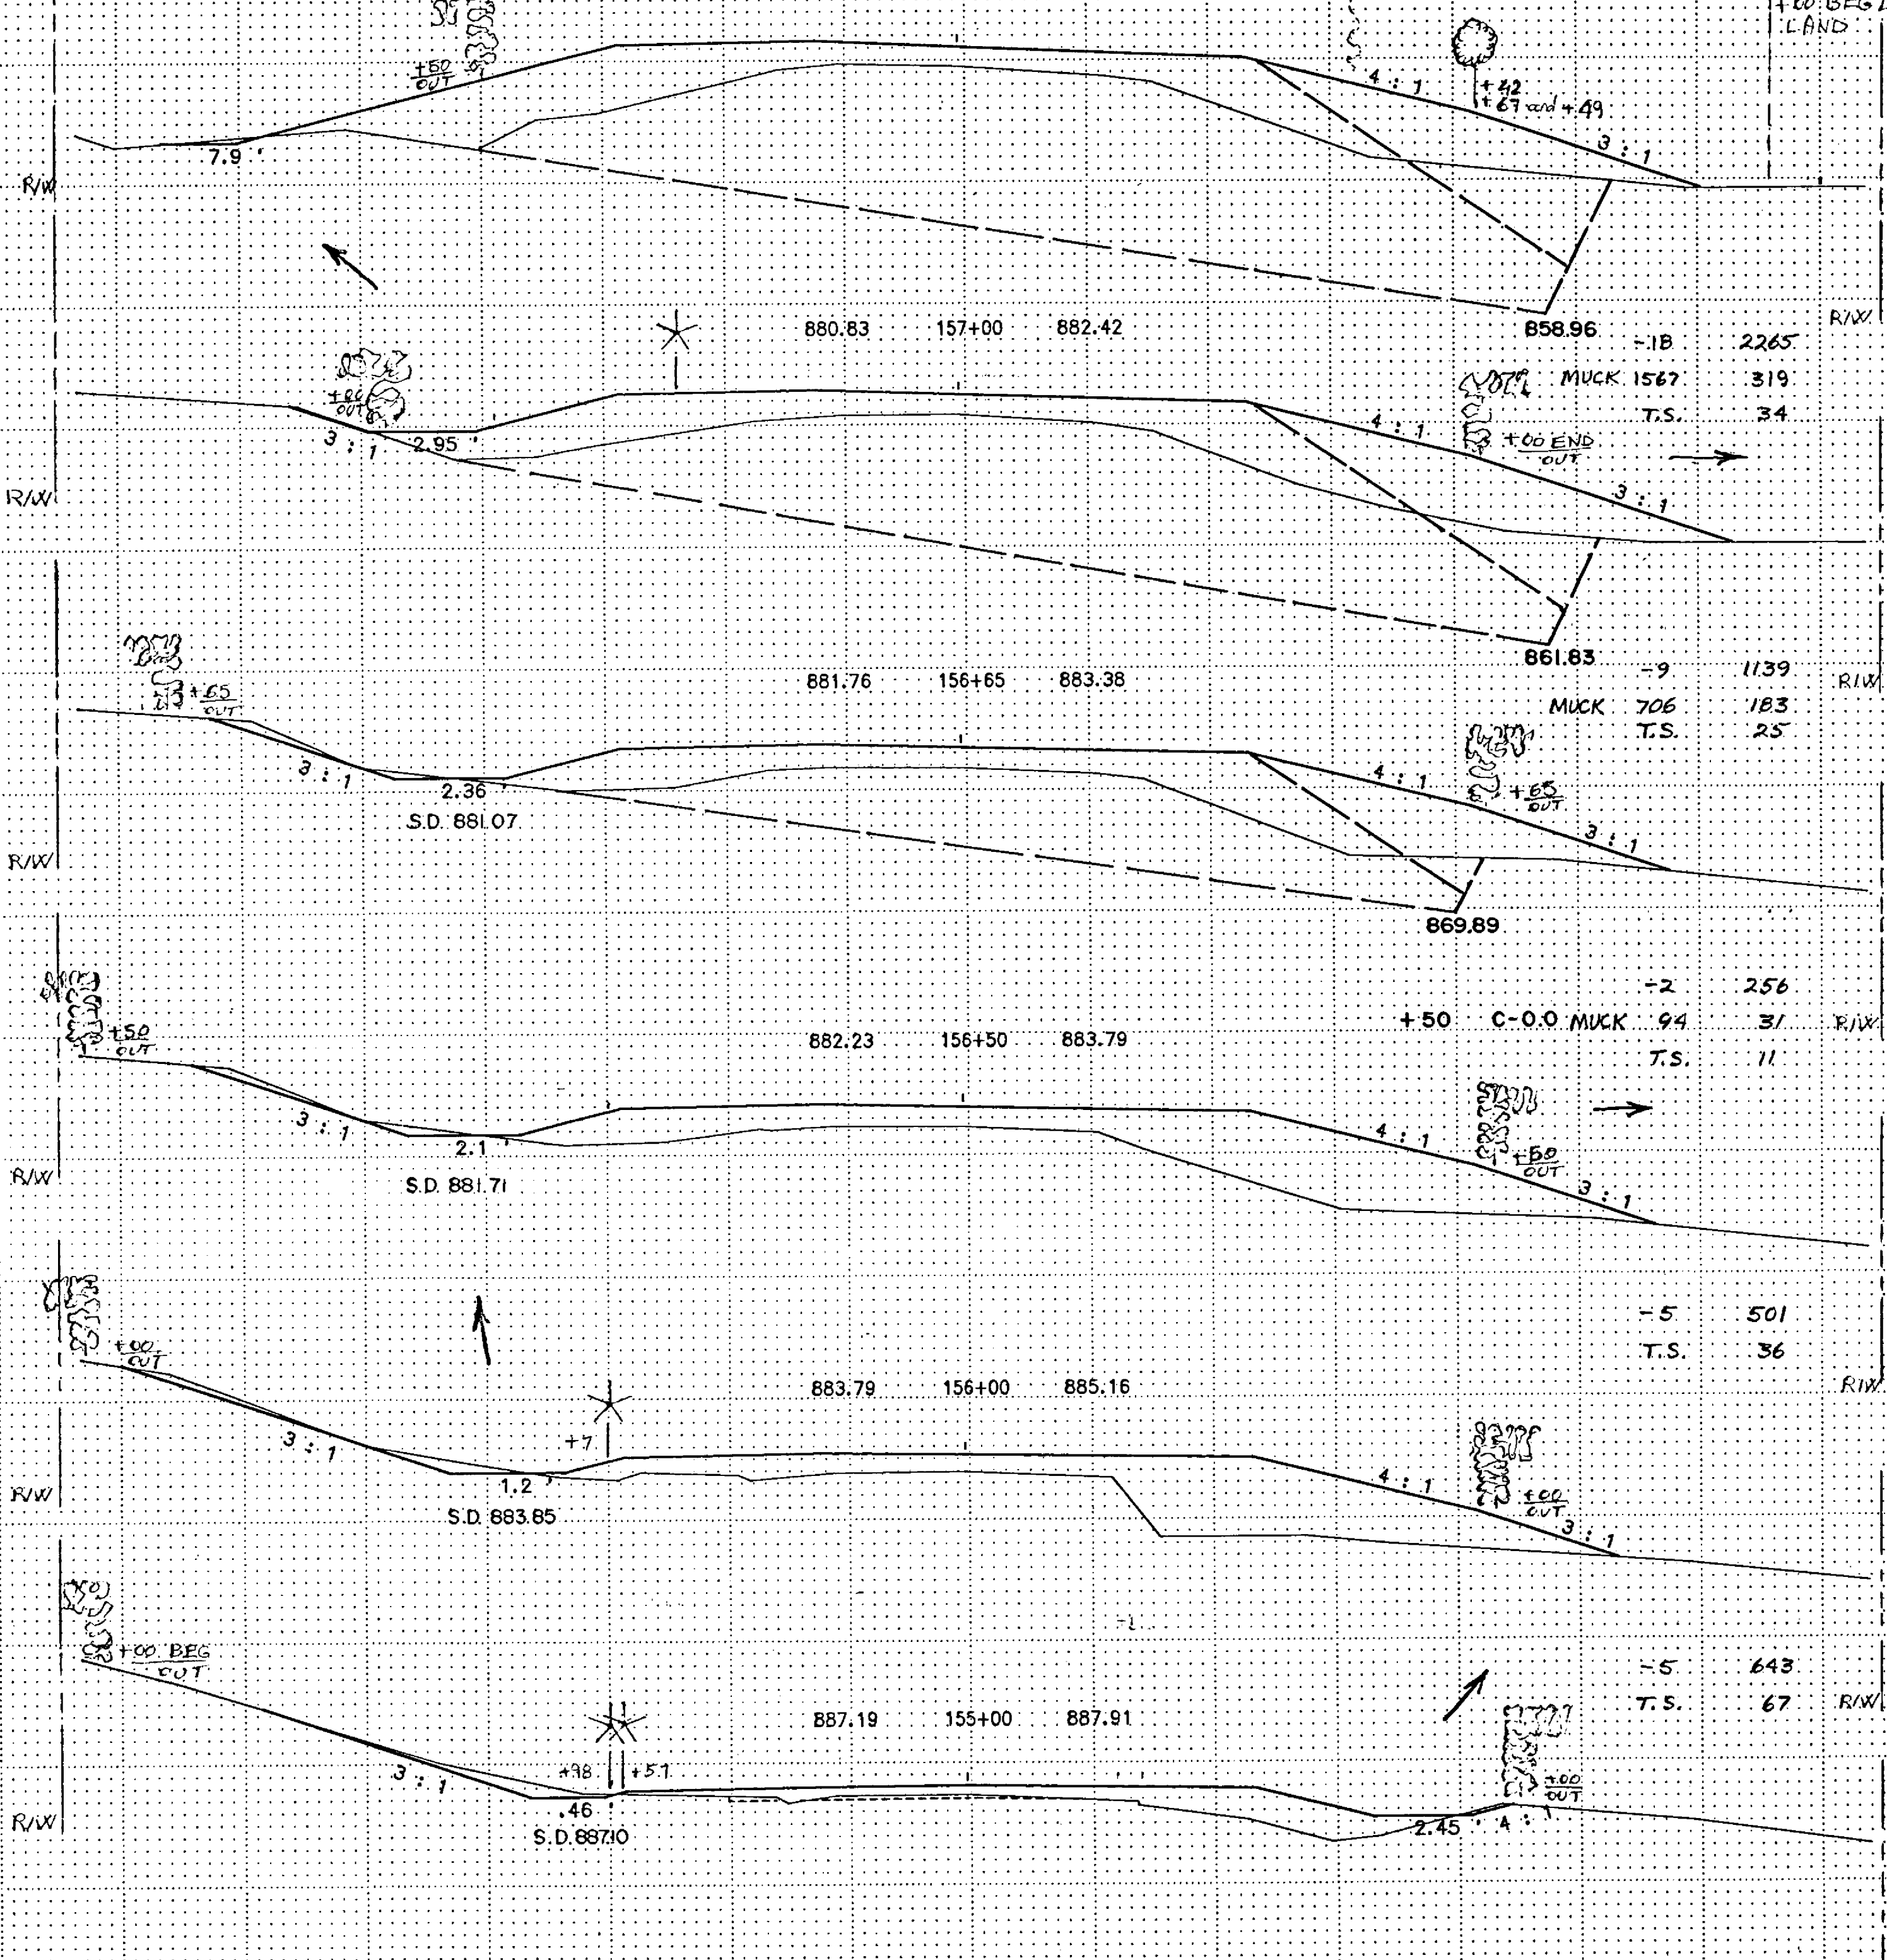 +00 BEG
LAND
+50
OUT
4 : 1
+42
+67 and +49
3 : 1
7.9 '
R/W
880.83 157+00 882.42
858.96
R/W
-18 2265
MUCK 1567 319
T.S. 34
+00
OUT
3 : 1
2.95 '
4 : 1
+00 END
OUT
3 : 1
R/W
861.83
881.76 156+65 883.38
-9 1139
R/W
MUCK 706 183
T.S. 25
+65
OUT
3 : 1
2.36 '
S.D. 881.07
4 : 1
+65
OUT
3 : 1
R/W
869.89
-2 256
+50 C-0.0 MUCK 94 31 R/W
T.S. 11
+50
OUT
882.23 156+50 883.79
3 : 1
2.1 '
S.D. 881.71
4 : 1
+50
OUT
3 : 1
R/W
-5 501
T.S. 36
+00
OUT
883.79 156+00 885.16
R/W
3 : 1
+7
1.2 '
S.D. 883.85
4 : 1
+00
OUT
3 : 1
R/W
+00 BEG
OUT
-5 643
T.S. 67 R/W
887.19 155+00 887.91
3 : 1
+98 +51
.46
S.D. 887.10
+00
OUT
2.45 ' 4 : 1
R/W